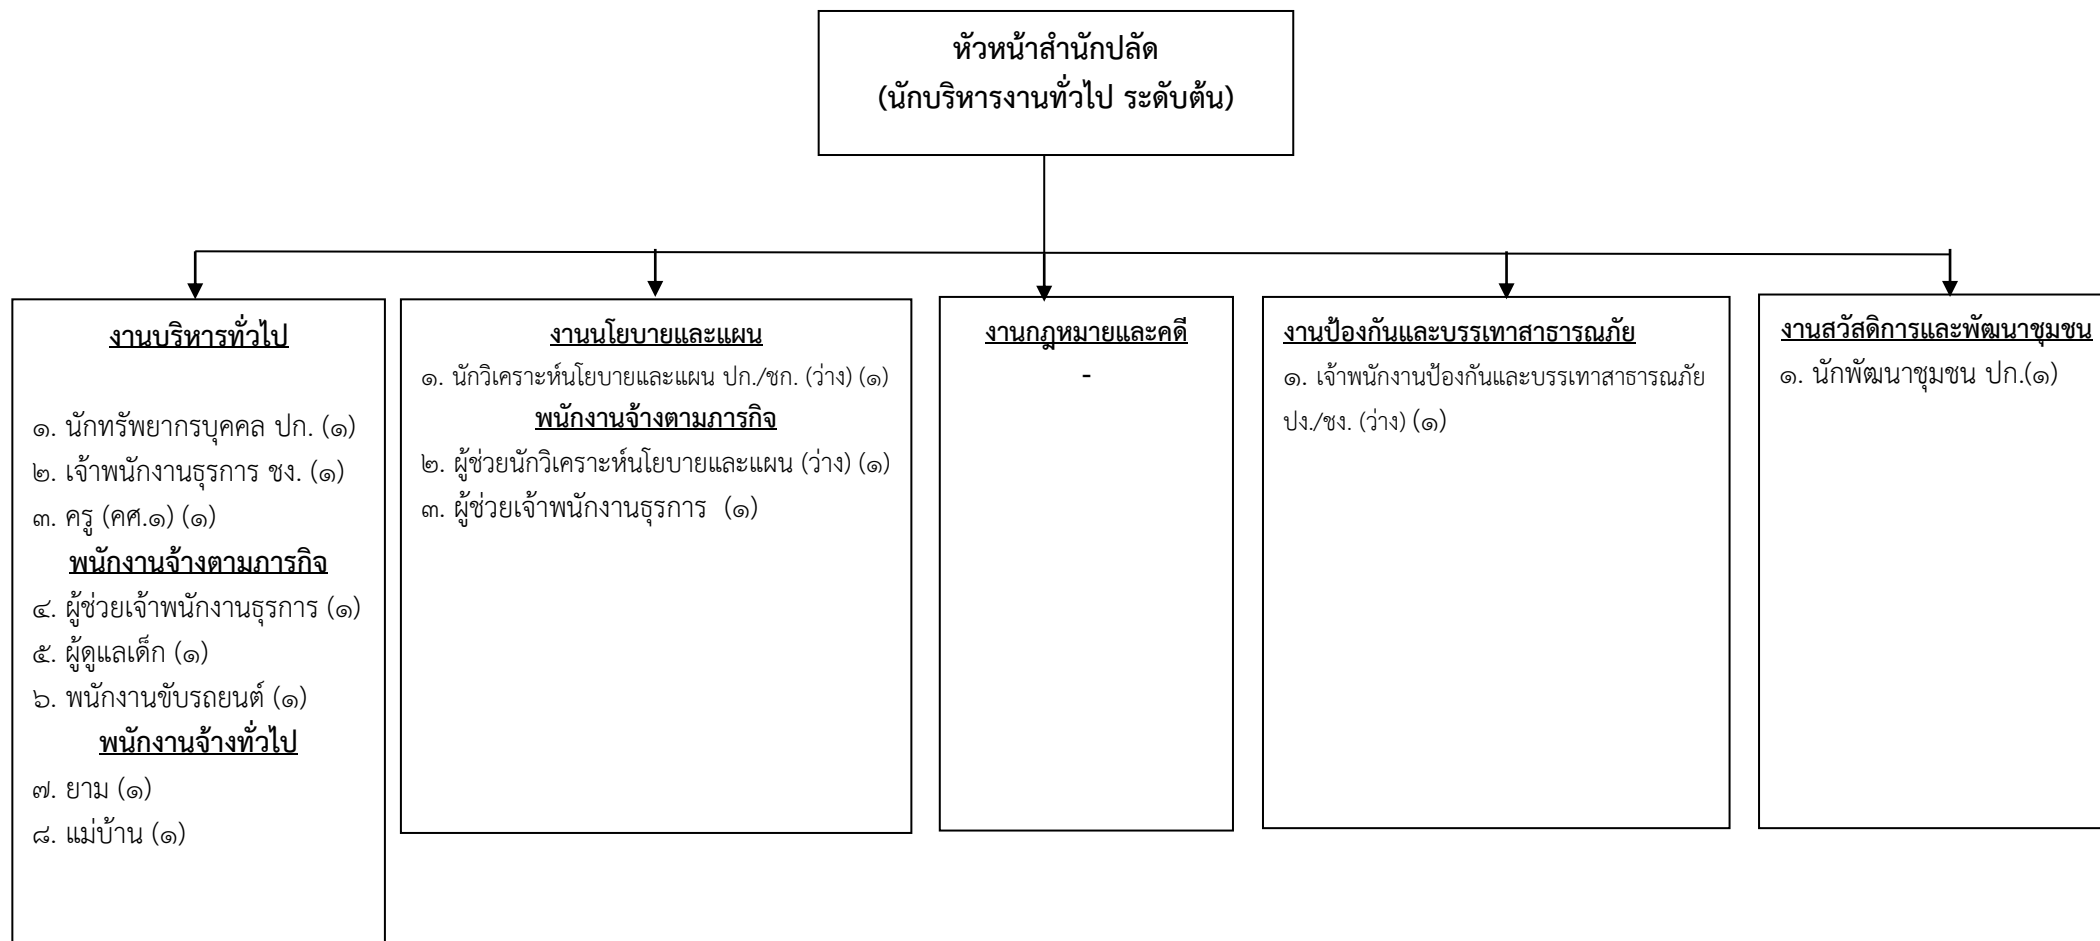 หัวหน้าสำนักปลัด
(นักบริหารงานทั่วไป ระดับต้น)
งานบริหารทั่วไป
๑. นักทรัพยากรบุคคล ปก. (๑)
๒. เจ้าพนักงานธุรการ ชง. (๑)
๓. ครู (คศ.๑) (๑)
พนักงานจ้างตามภารกิจ
๔. ผู้ช่วยเจ้าพนักงานธุรการ (๑)
๕. ผู้ดูแลเด็ก (๑)
๖. พนักงานขับรถยนต์ (๑)
พนักงานจ้างทั่วไป
๗. ยาม (๑)
๘. แม่บ้าน (๑)
งานนโยบายและแผน
๑. นักวิเคราะห์นโยบายและแผน ปก./ชก. (ว่าง) (๑)
พนักงานจ้างตามภารกิจ
๒. ผู้ช่วยนักวิเคราะห์นโยบายและแผน (ว่าง) (๑)
๓. ผู้ช่วยเจ้าพนักงานธุรการ (๑)
งานกฎหมายและคดี
-
งานป้องกันและบรรเทาสาธารณภัย
๑. เจ้าพนักงานป้องกันและบรรเทาสาธารณภัย
ปง./ชง. (ว่าง) (๑)
งานสวัสดิการและพัฒนาชุมชน
๑. นักพัฒนาชุมชน ปก.(๑)